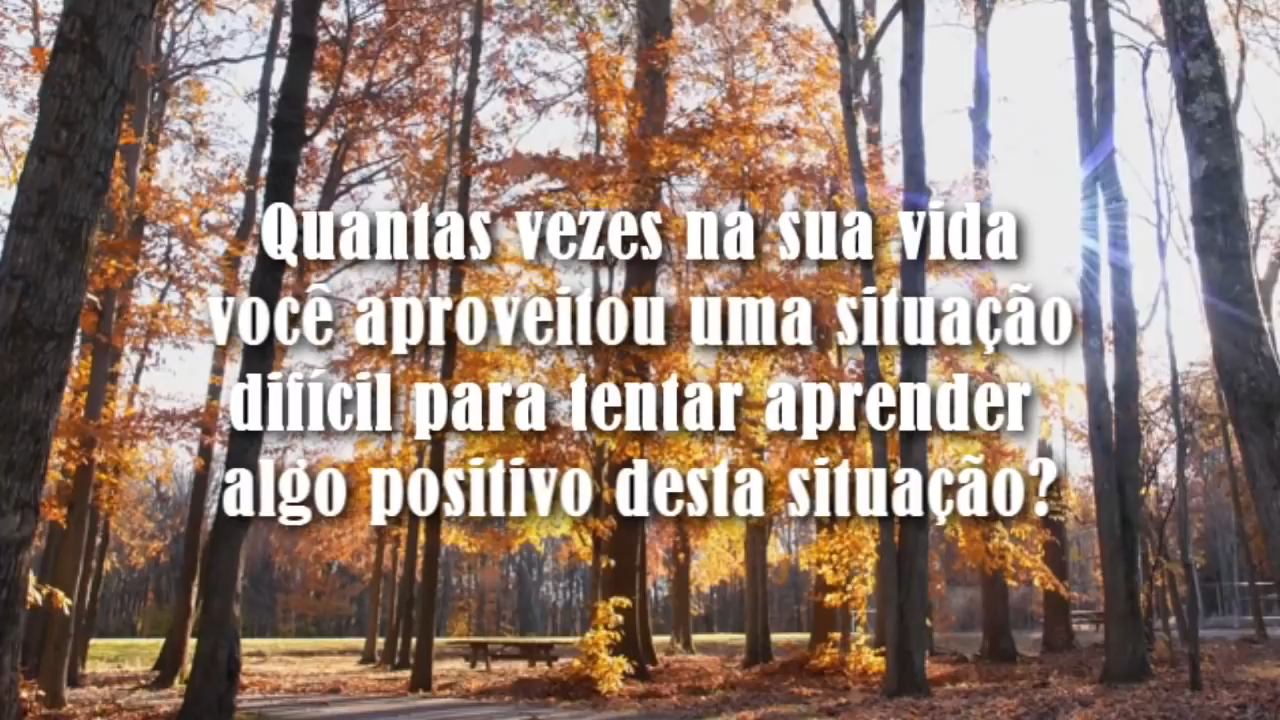 Quantas vezes na sua vida
você aproveitou uma situação
difícil para tentar aprender
algo positivo desta situação?